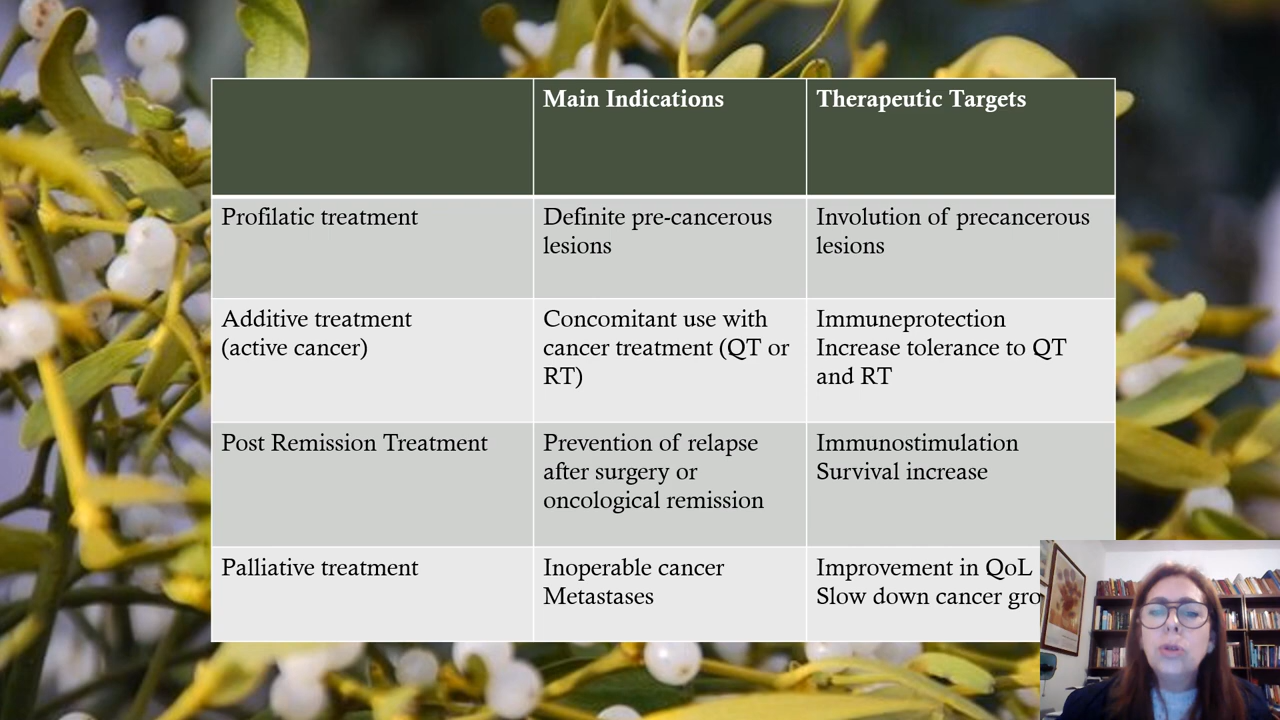 Main Indications
Therapeutic Targets
Profilatic treatment
Definite pre-cancerous
lesions
Involution of precancerous
lesions
Additive treatment
(active cancer)
Concomitant use with
cancer treatment (QT or
RT)
Immuneprotection
Increase tolerance to QT
and RT
Post Remission Treatment
Prevention of relapse
after surgery or
oncological remission
Immunostimulation
Survival increase
Palliative treatment
Inoperable cancer
Metastases
Improvement in QoL
Slow down cancer